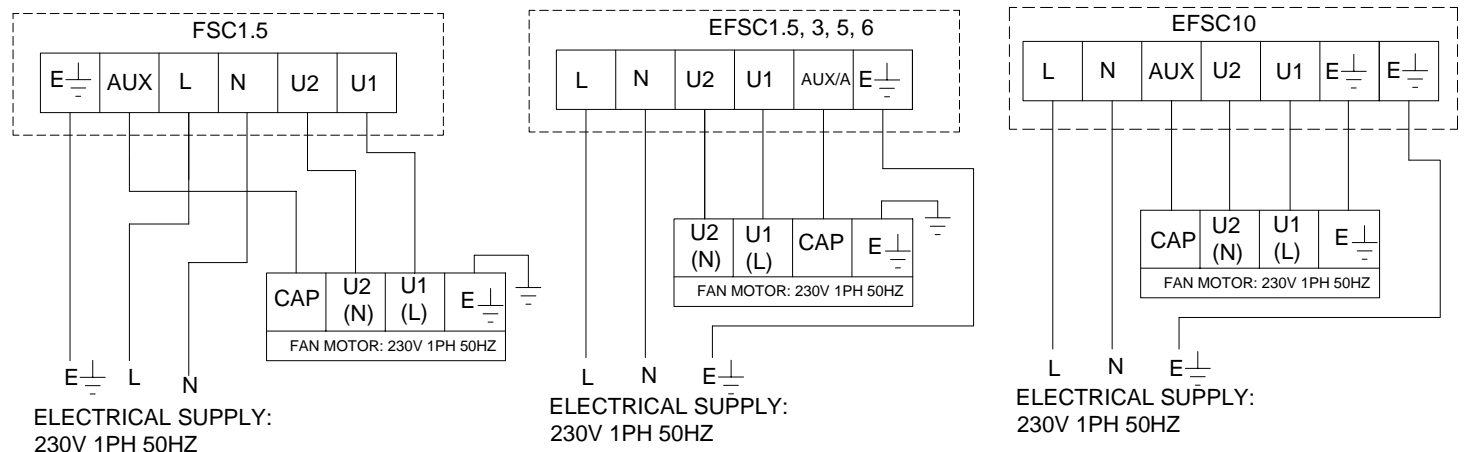 FSC1.5
E AUX L N U2 U1
CAP U2 (N) U1 (L) E
FAN MOTOR: 230V 1PH 50HZ
E L N
ELECTRICAL SUPPLY:
230V 1PH 50HZ
EFSC1.5, 3, 5, 6
L N U2 U1 AUX/A E
U2 (N) U1 (L) CAP E
FAN MOTOR: 230V 1PH 50HZ
L N E
ELECTRICAL SUPPLY:
230V 1PH 50HZ
EFSC10
L N AUX U2 U1 E E
CAP U2 (N) U1 (L) E
FAN MOTOR: 230V 1PH 50HZ
L N E
ELECTRICAL SUPPLY:
230V 1PH 50HZ